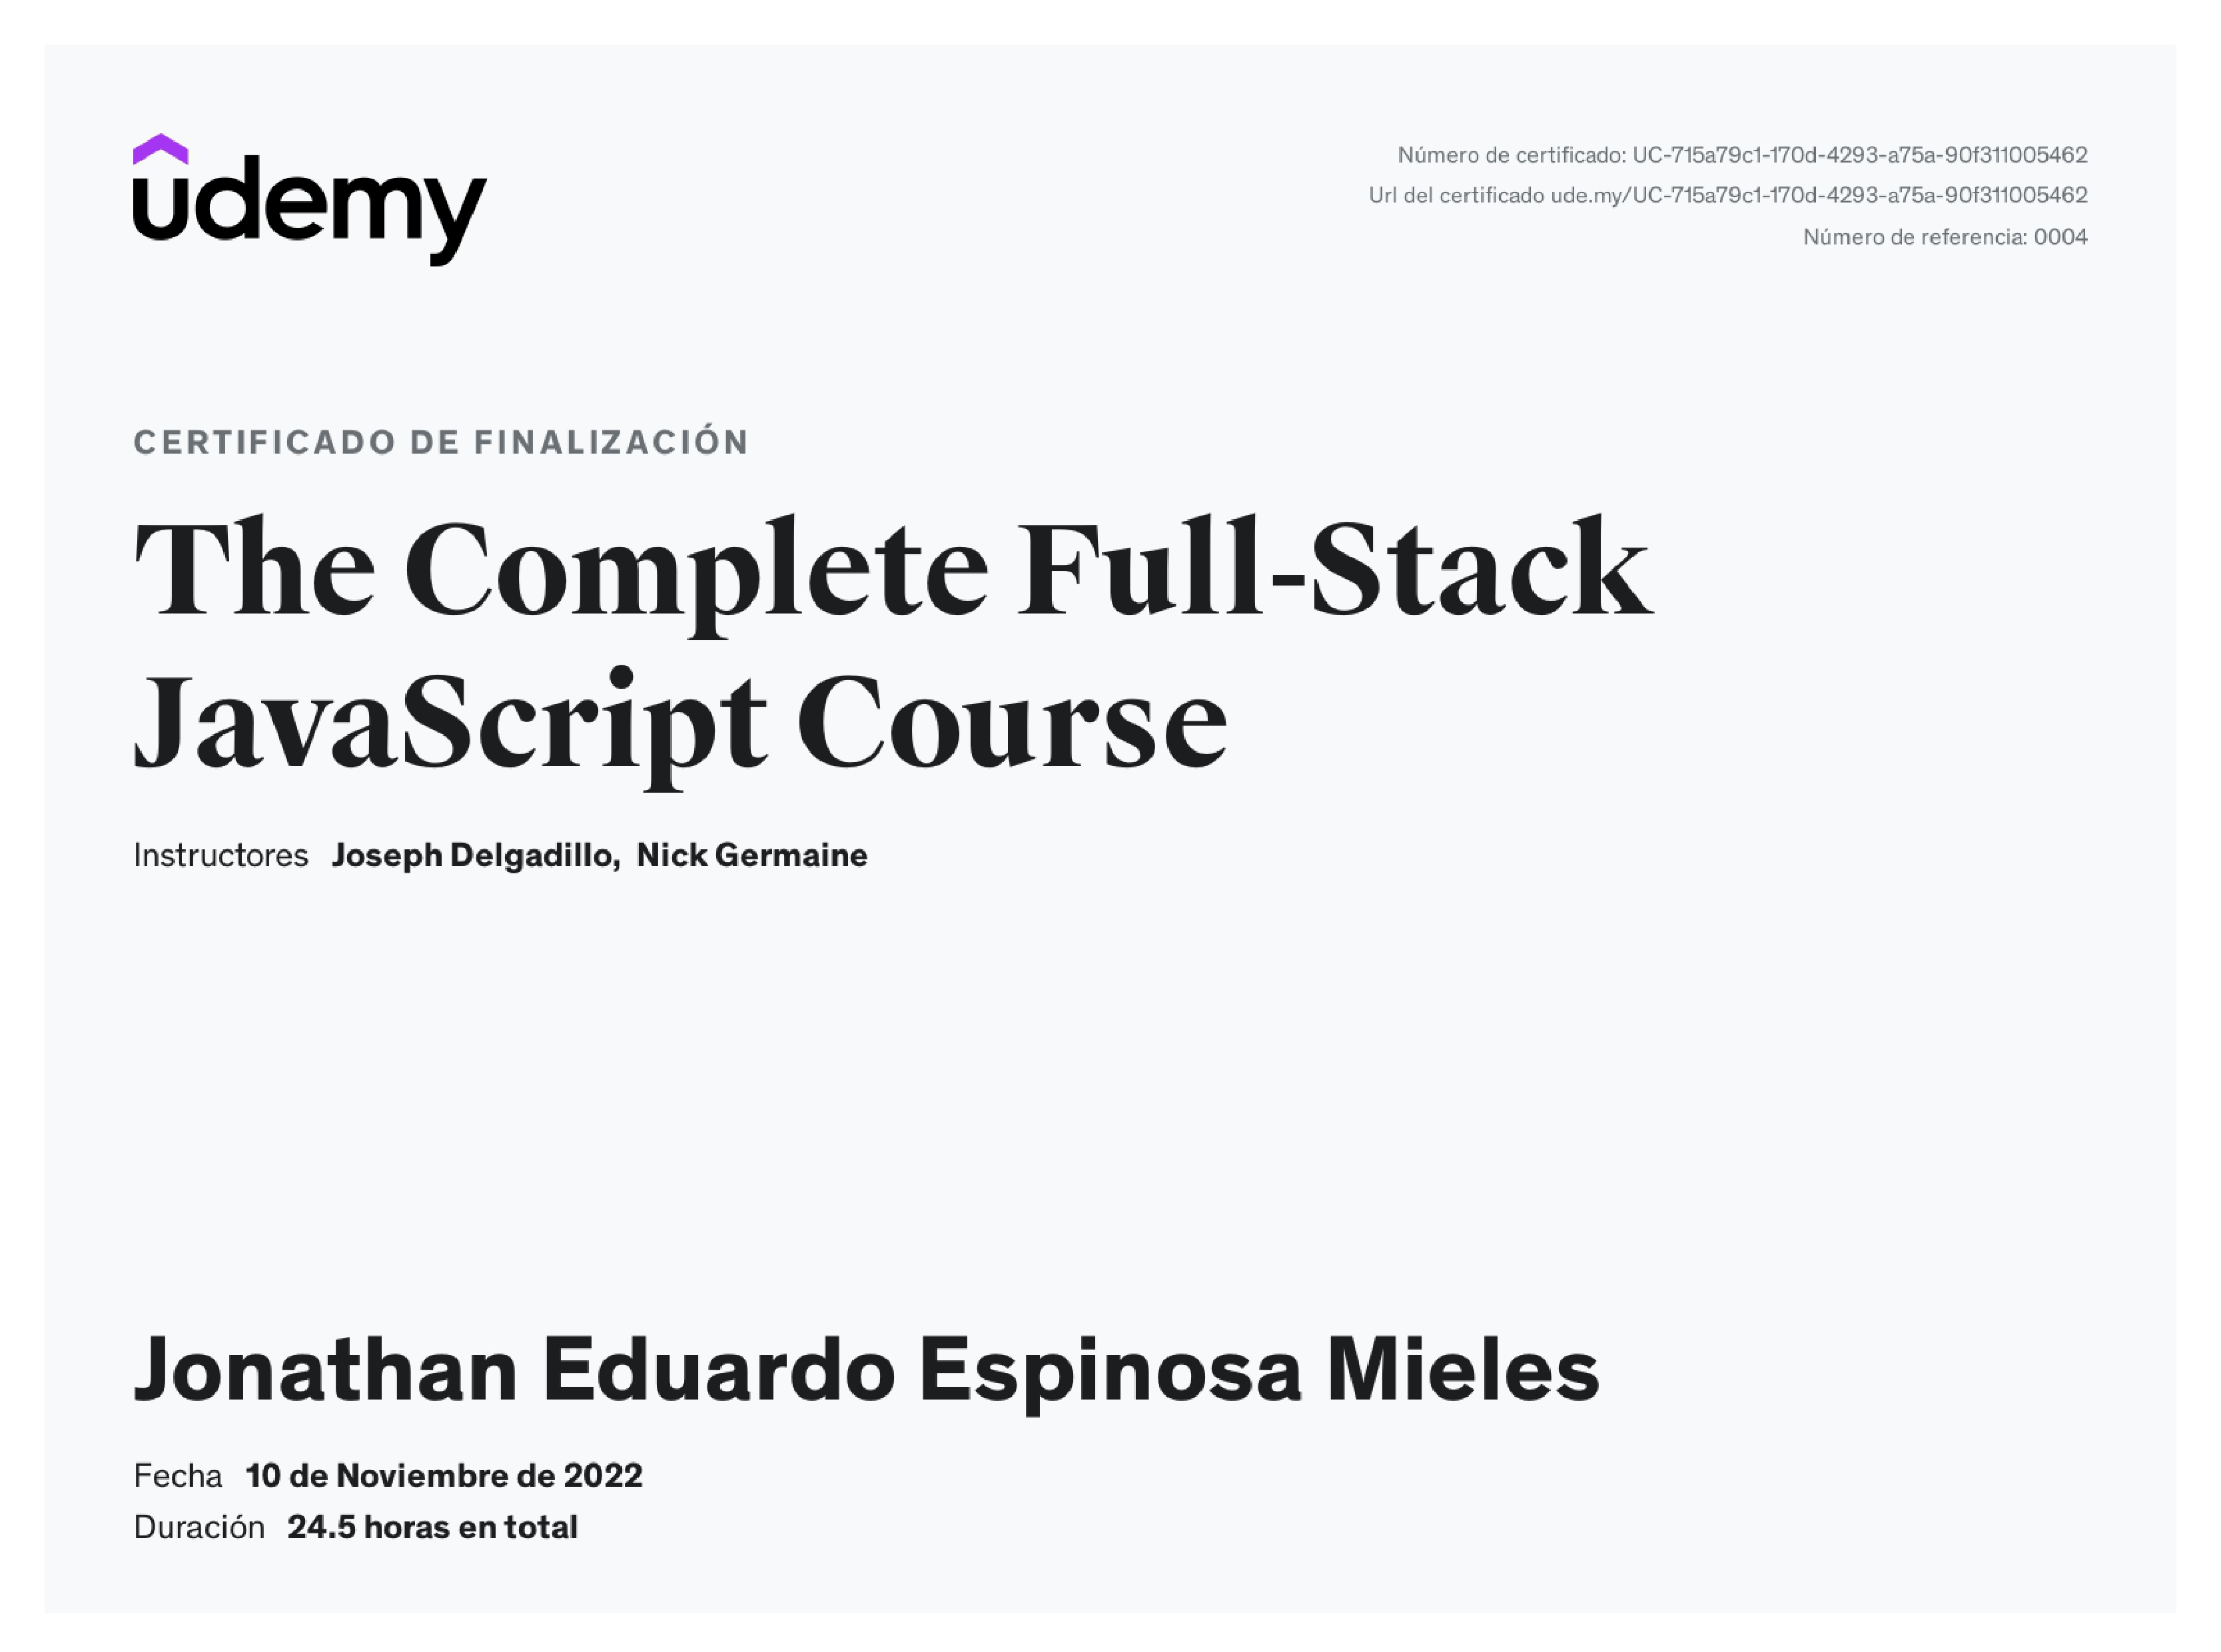 udemy
Número de certificado: UC-715a79c1-170d-4293-a75a-90f311005462
Url del certificado ude.my/UC-715a79c1-170d-4293-a75a-90f311005462
Número de referencia: 0004
CERTIFICADO DE FINALIZACIÓN
The Complete Full-Stack
JavaScript Course
Instructores Joseph Delgadillo, Nick Germaine
Jonathan Eduardo Espinosa Mieles
Fecha 10 de Noviembre de 2022
Duración 24.5 horas en total